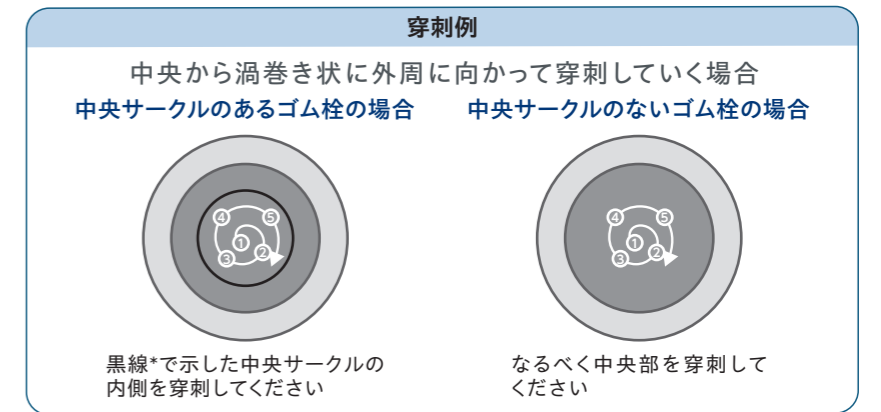 穿刺例
中央から渦巻き状に外周に向かって穿刺していく場合
中央サークルのあるゴム栓の場合
④ ⑤
① ②
③
黒線*で示した中央サークルの
内側を穿刺してください
中央サークルのないゴム栓の場合
④ ⑤
① ②
③
なるべく中央部を穿刺して
ください